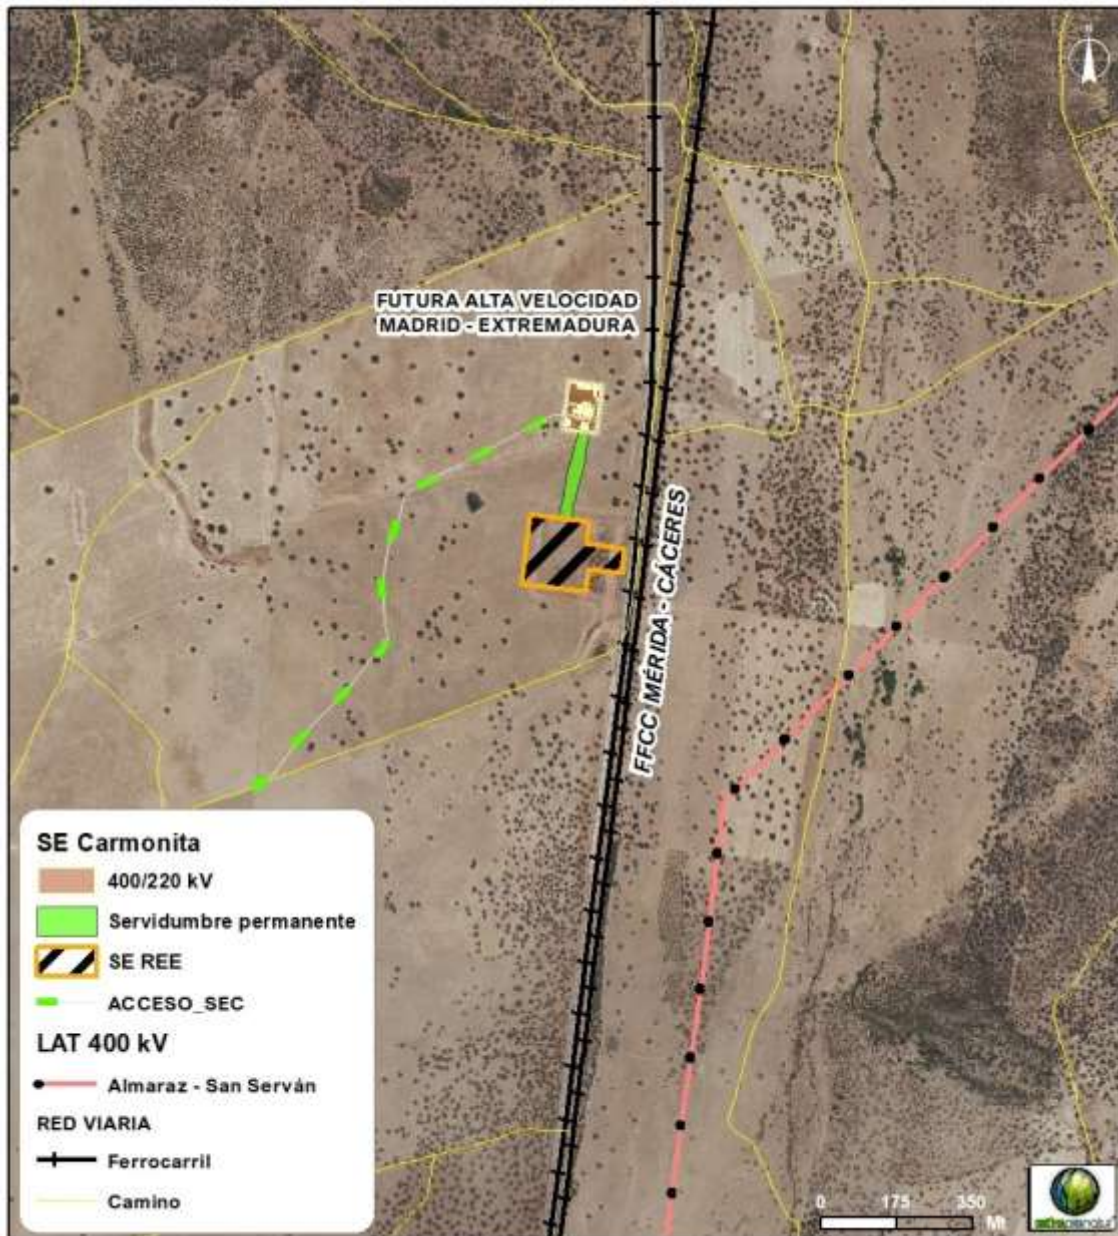 N
FUTURA ALTA VELOCIDAD
MADRID - EXTREMADURA
FFCC MÉRIDA - CÁCERES
SE Carmonita
400/220 kV
Servidumbre permanente
SE REE
ACCESO_SEC
LAT 400 kV
Almaraz - San Serván
RED VIARIA
Ferrocarril
Camino
0 175 350
Mt